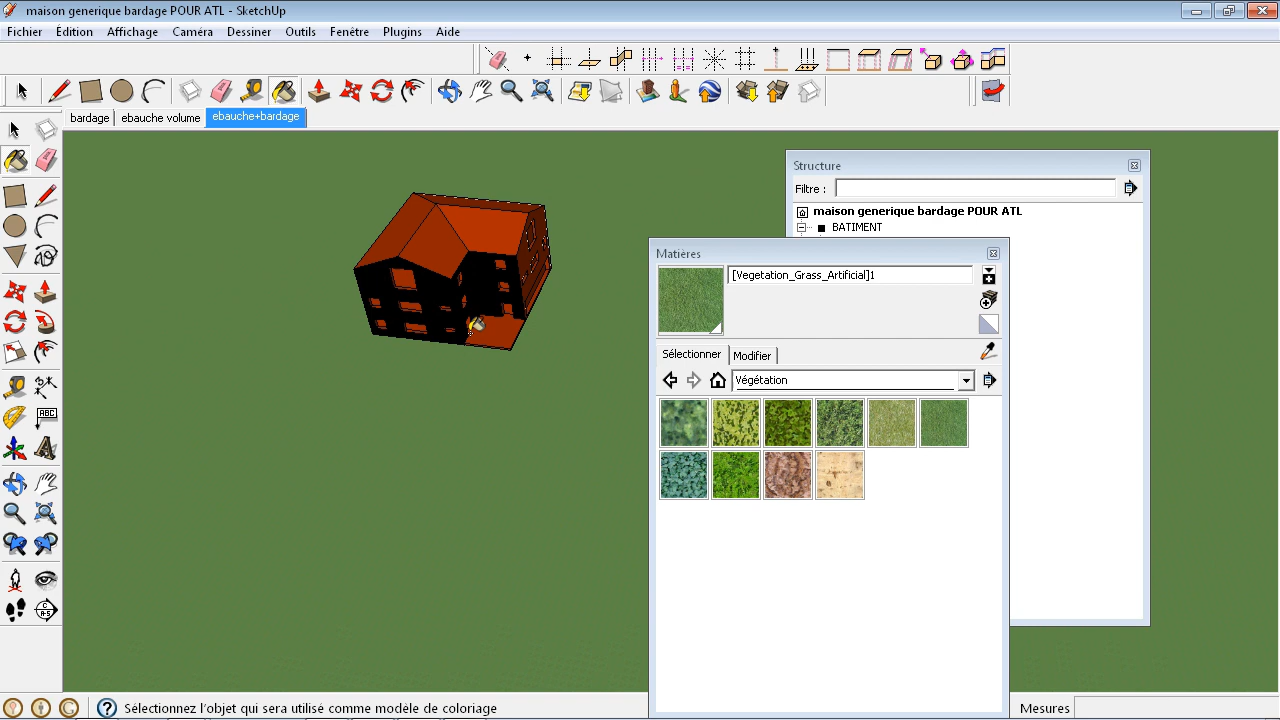 maison generique bardage POUR ATL - SketchUp
Fichier Édition Affichage Caméra Dessiner Outils Fenêtre Plugins Aide
bardage ebauche volume ebauche+bardage
Structure
Filtre :
maison generique bardage POUR ATL
BATIMENT
Matières
[Vegetation_Grass_Artificial]1
Sélectionner Modifier
Végétation
ABC
Sélectionnez l'objet qui sera utilisé comme modèle de coloriage
Mesures